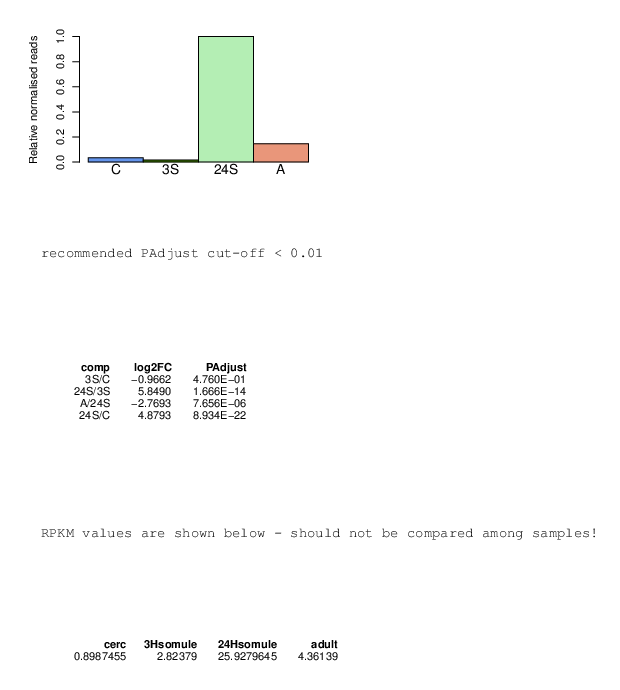 Relative normalised reads
1.0
0.8
0.6
0.4
0.2
0.0
C 3S 24S A
recommended PAdjust cut-off < 0.01
comp log2FC PAdjust
3S/C −0.9662 4.760E−01
24S/3S 5.8490 1.666E−14
A/24S −2.7693 7.656E−06
24S/C 4.8793 8.934E−22
RPKM values are shown below - should not be compared among samples!
cerc 3Hsomule 24Hsomule adult
0.8987455 2.82379 25.9279645 4.36139